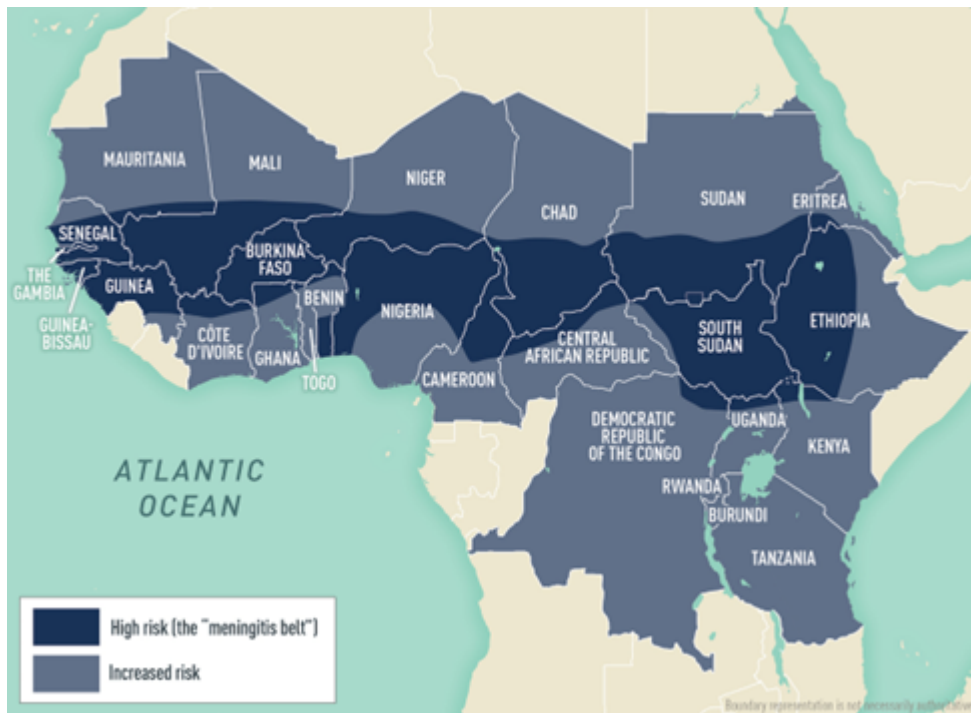 MAURITANIA
MALI
NIGER
CHAD
SUDAN
ERITREA
SENEGAL
THE
GAMBIA
GUINEA
GUINEA-
BISSAU
BURKINA
FASO
BENIN
NIGERIA
CÔTE
D'IVOIRE
GHANA
TOGO
CAMEROON
CENTRAL
AFRICAN REPUBLIC
SOUTH
SUDAN
ETHIOPIA
DEMOCRATIC
REPUBLIC
OF THE CONGO
UGANDA
KENYA
RWANDA
BURUNDI
TANZANIA
ATLANTIC
OCEAN
High risk (the "meningitis belt")
Increased risk
Boundary representation is not necessarily authoritative